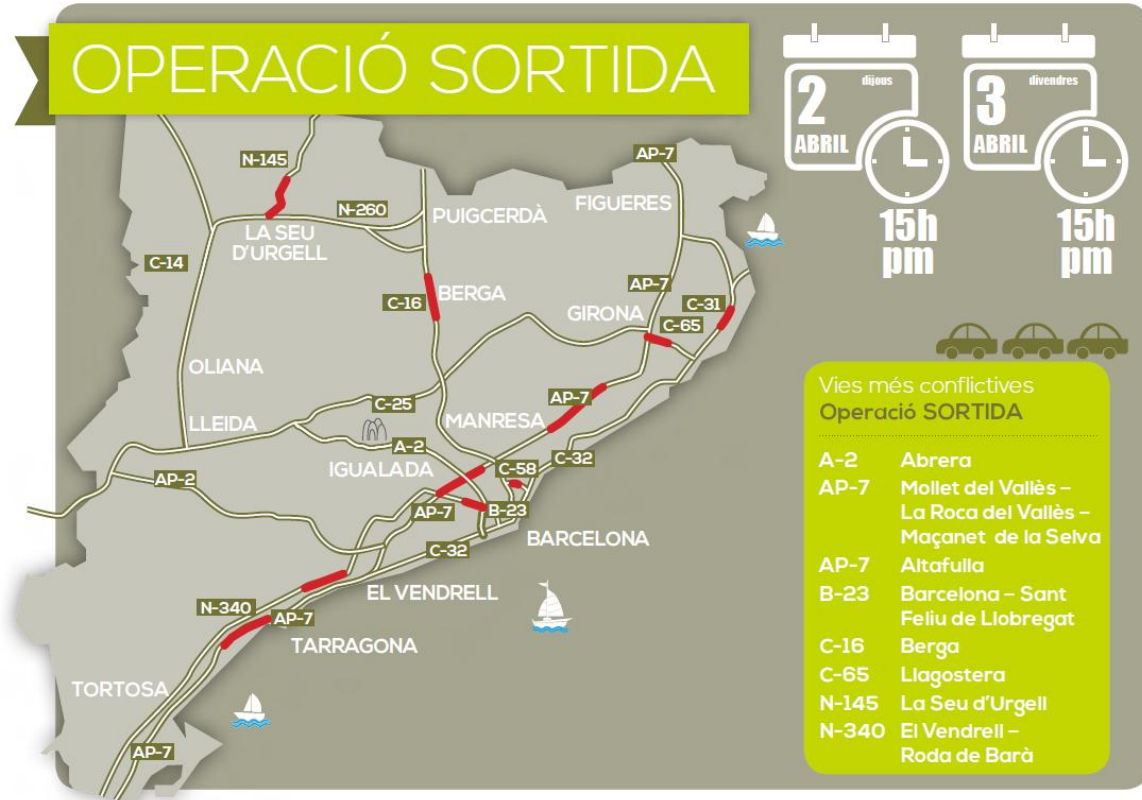 OPERACIÓ SORTIDA
2
dijous
ABRIL
15h
pm
3
divendres
ABRIL
15h
pm
N-145
AP-7
N-260
PUIGCERDÀ
FIGUERES
LA SEU
D'URGELL
C-14
AP-7
C-16
BERGA
C-31
GIRONA
C-65
OLIANA
AP-7
C-25
LLEIDA
MANRESA
A-2
C-32
IGUALADA
C-58
AP-2
AP-7
B-23
BARCELONA
C-32
EL VENDRELL
N-340
AP-7
TARRAGONA
TORTOSA
AP-7
Vies més conflictives
Operació SORTIDA
A-2 Abrera
AP-7 Mollet del Vallès –
La Roca del Vallès –
Maçanet de la Selva
AP-7 Altafulla
B-23 Barcelona – Sant
Feliu de Llobregat
C-16 Berga
C-65 Llagostera
N-145 La Seu d'Urgell
N-340 El Vendrell –
Roda de Barà